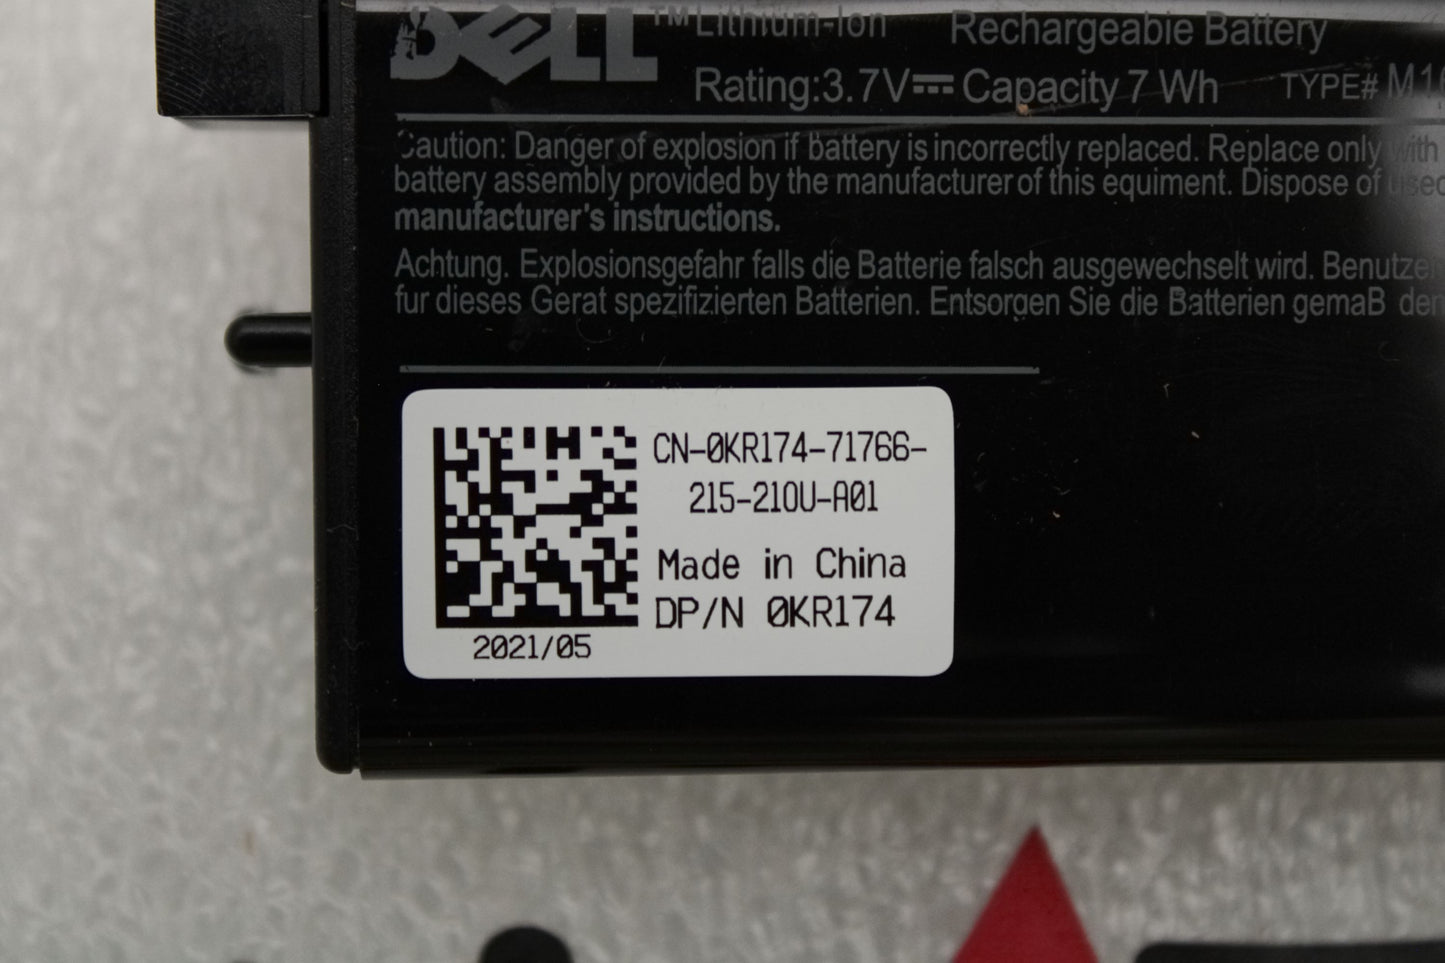 DELL™ Lithium-Ion Rechargeable Battery
Rating:3.7V⎓ Capacity 7 Wh TYPE#
Caution: Danger of explosion if battery is incorrectly replaced. Replace only with
battery assembly provided by the manufacturer of this equiment. Dispose of used
manufacturer's instructions.
Achtung. Explosionsgefahr falls die Batterie falsch ausgewechselt wird.
fur dieses Gerat spezifizierten Batterien. Entsorgen Sie die Batterien gemaB
CN-0KR174-71766-
215-210U-A01
Made in China
DP/N 0KR174
2021/05